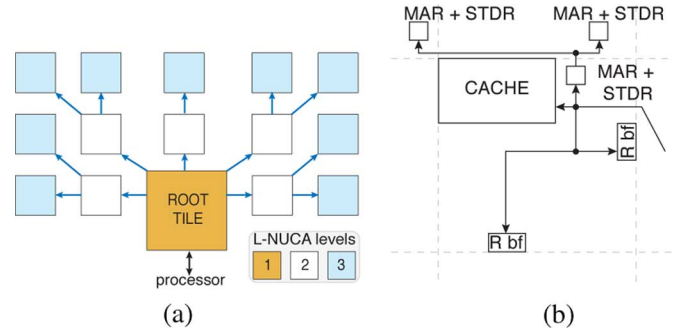 ROOT
TILE
L-NUCA levels
1 2 3
processor
(a)
MAR + STDR MAR + STDR
CACHE
MAR +
STDR
R bf
R bf
(b)